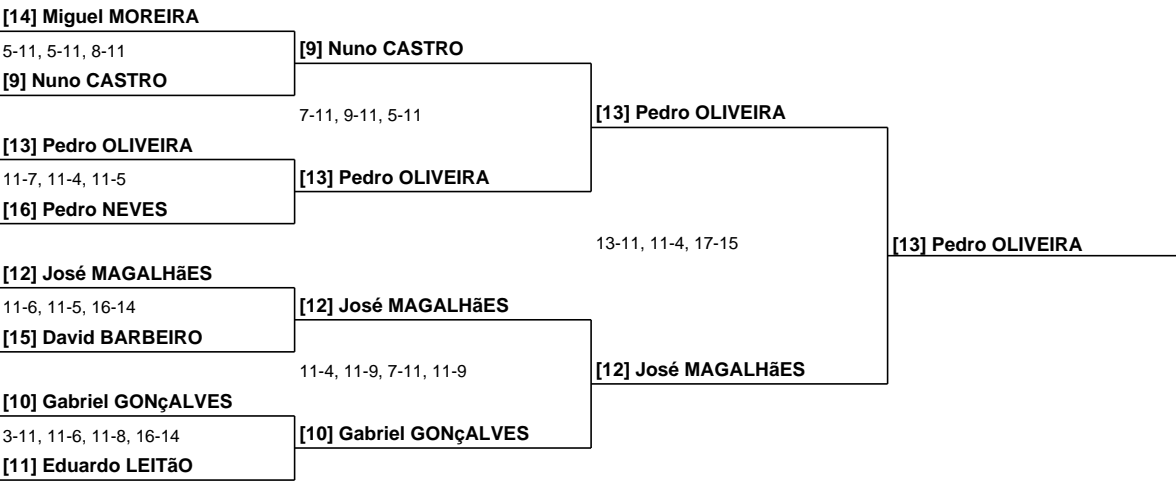 [14] Miguel MOREIRA
5-11, 5-11, 8-11
[9] Nuno CASTRO
[9] Nuno CASTRO
7-11, 9-11, 5-11
[13] Pedro OLIVEIRA
[13] Pedro OLIVEIRA
11-7, 11-4, 11-5
[13] Pedro OLIVEIRA
[16] Pedro NEVES
13-11, 11-4, 17-15
[13] Pedro OLIVEIRA
[12] José MAGALHãES
11-6, 11-5, 16-14
[12] José MAGALHãES
[15] David BARBEIRO
11-4, 11-9, 7-11, 11-9
[12] José MAGALHãES
[10] Gabriel GONçALVES
3-11, 11-6, 11-8, 16-14
[10] Gabriel GONçALVES
[11] Eduardo LEITãO